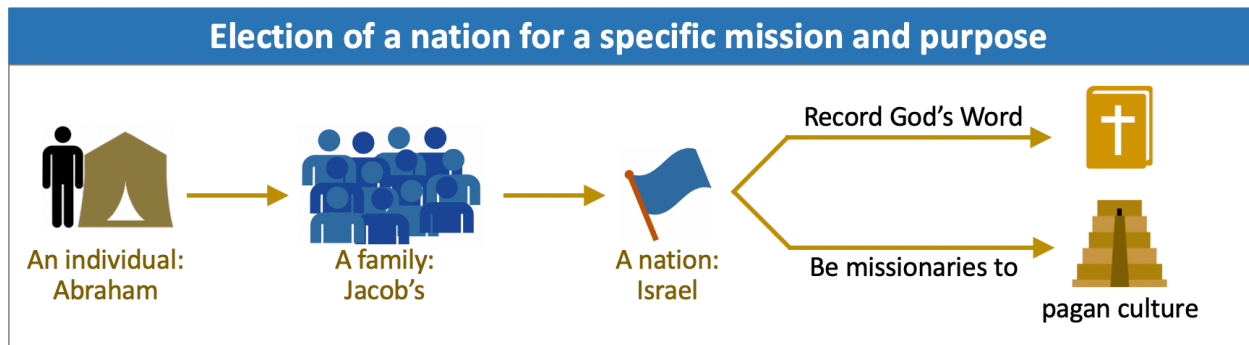 Election of a nation for a specific mission and purpose
An individual:
Abraham
A family:
Jacob’s
A nation:
Israel
Record God’s Word
Be missionaries to
pagan culture